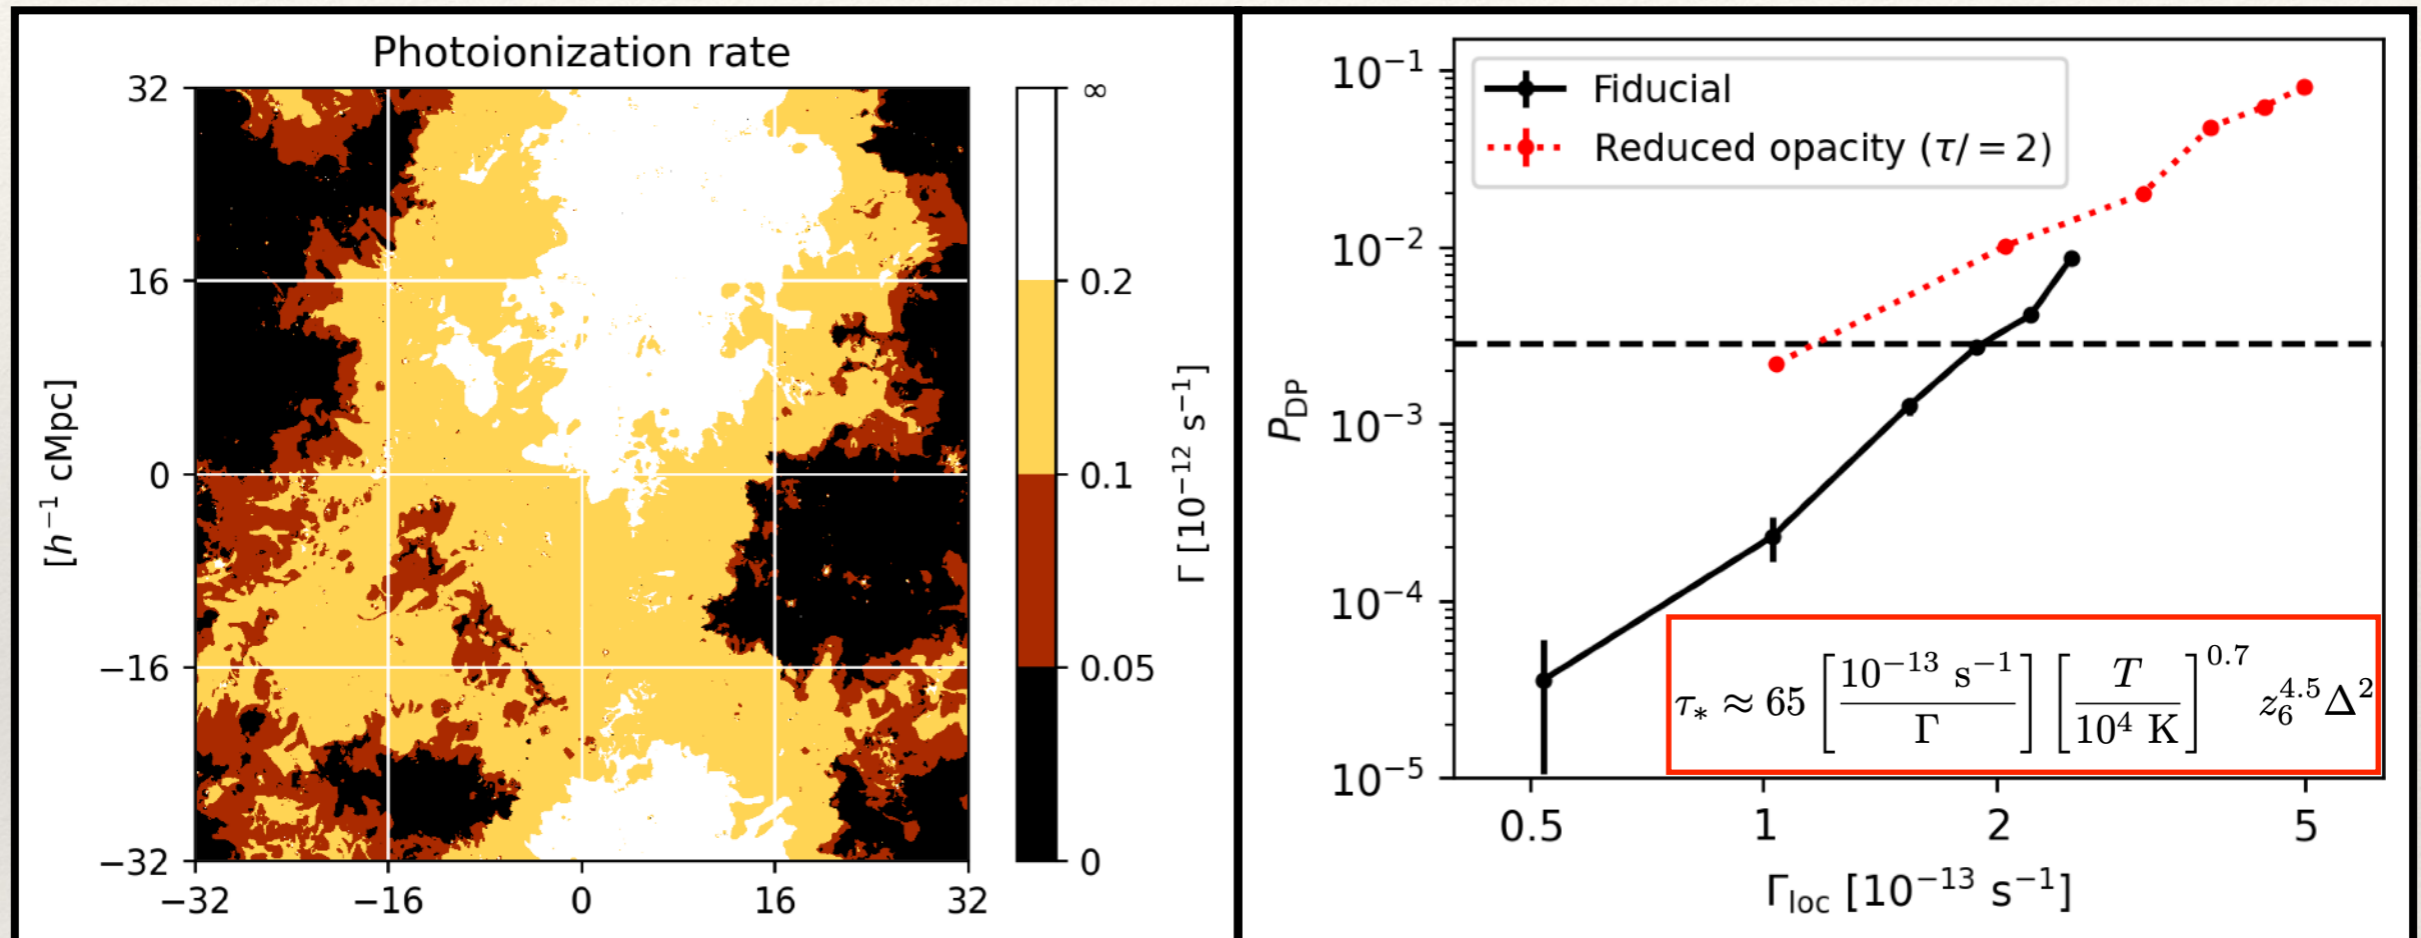 Photoionization rate
32
16
0
−16
−32
−32 −16 0 16 32
[h⁻¹ cMpc]
∞
0.2
0.1
0.05
0
Γ [10⁻¹² s⁻¹]
Fiducial
Reduced opacity (τ/= 2)
10⁻¹
10⁻²
10⁻³
10⁻⁴
10⁻⁵
P_DP
τ_* ≈ 65 [10⁻¹³ s⁻¹ / Γ] [T / 10⁴ K]^0.7 z_6^4.5 Δ²
0.5 1 2 5
Γ_loc [10⁻¹³ s⁻¹]